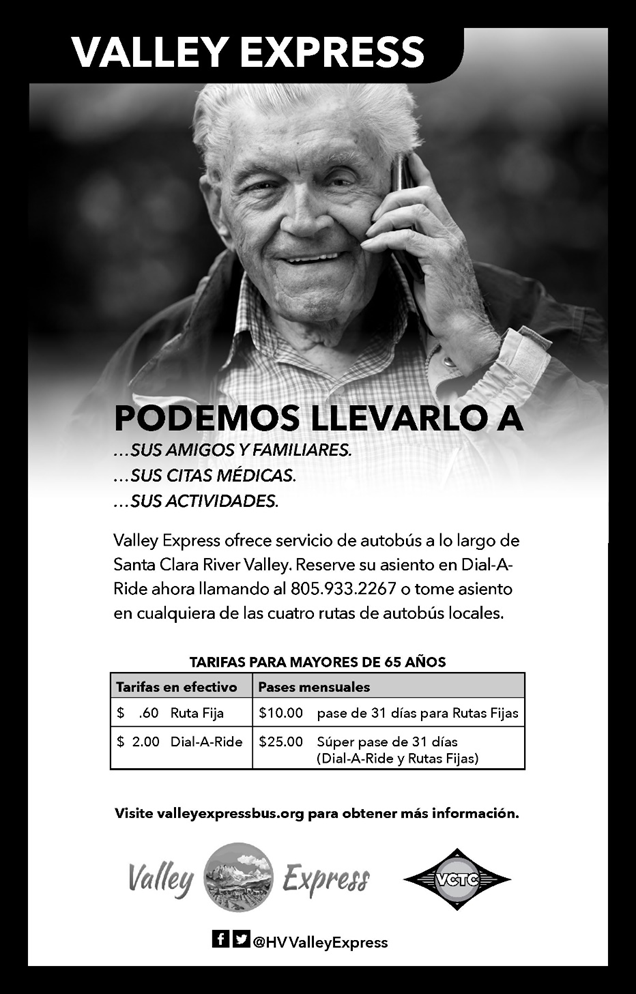 VALLEY EXPRESS
PODEMOS LLEVARLO A
...SUS AMIGOS Y FAMILIARES.
...SUS CITAS MÉDICAS.
...SUS ACTIVIDADES.
Valley Express ofrece servicio de autobús a lo largo de
Santa Clara River Valley. Reserve su asiento en Dial-A-
Ride ahora llamando al 805.933.2267 o tome asiento
en cualquiera de las cuatro rutas de autobús locales.
TARIFAS PARA MAYORES DE 65 AÑOS
Tarifas en efectivo Pases mensuales
$ .60 Ruta Fija $10.00 pase de 31 días para Rutas Fijas
$ 2.00 Dial-A-Ride $25.00 Súper pase de 31 días
(Dial-A-Ride y Rutas Fijas)
Visite valleyexpressbus.org para obtener más información.
Valley Express VCTC
@HVValleyExpress